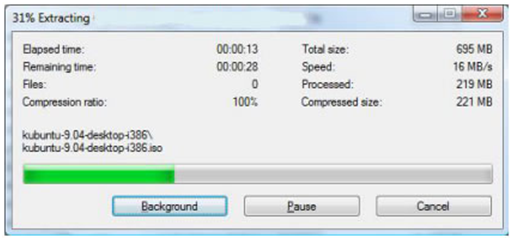 31% Extracting
Elapsed time: 00:00:13 Total size: 695 MB
Remaining time: 00:00:28 Speed: 16 MB/s
Files: 0 Processed: 219 MB
Compression ratio: 100% Compressed size: 221 MB
kubuntu-9.04-desktop-i386\
kubuntu-9.04-desktop-i386.iso
Background Pause Cancel